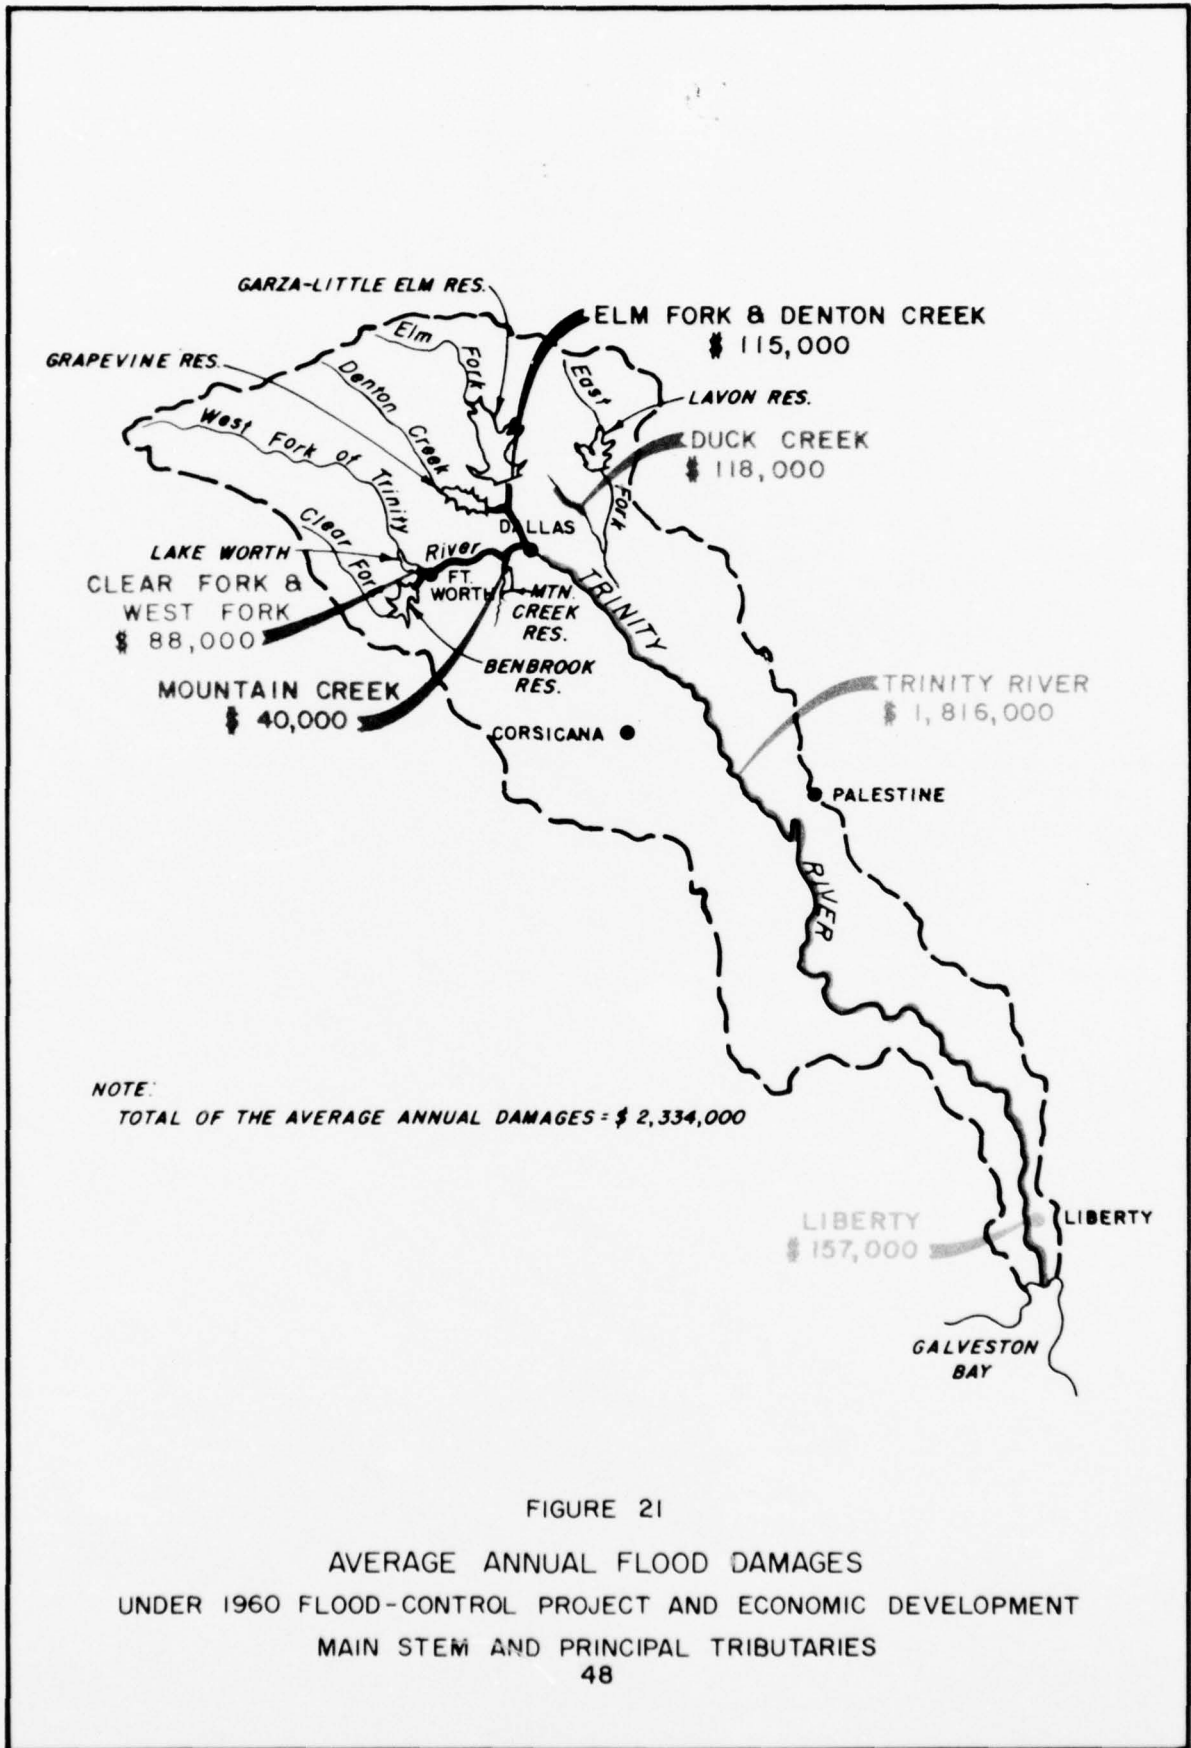 GARZA-LITTLE ELM RES.
ELM FORK & DENTON CREEK
$ 115,000
GRAPEVINE RES.
Elm
Fork
Denton Creek
East
Fork
LAVON RES.
DUCK CREEK
$ 118,000
West Fork of Trinity
River
Clear For
DALLAS
LAKE WORTH
FT.
WORTH
MTN.
CREEK
RES.
CLEAR FORK &
WEST FORK
$ 88,000
TRINITY
BENBROOK
RES.
MOUNTAIN CREEK
$ 40,000
TRINITY RIVER
$ 1,816,000
CORSICANA
PALESTINE
RIVER
NOTE:
TOTAL OF THE AVERAGE ANNUAL DAMAGES = $ 2,334,000
LIBERTY
$ 157,000
LIBERTY
GALVESTON
BAY
FIGURE 21
AVERAGE ANNUAL FLOOD DAMAGES
UNDER 1960 FLOOD-CONTROL PROJECT AND ECONOMIC DEVELOPMENT
MAIN STEM AND PRINCIPAL TRIBUTARIES
48